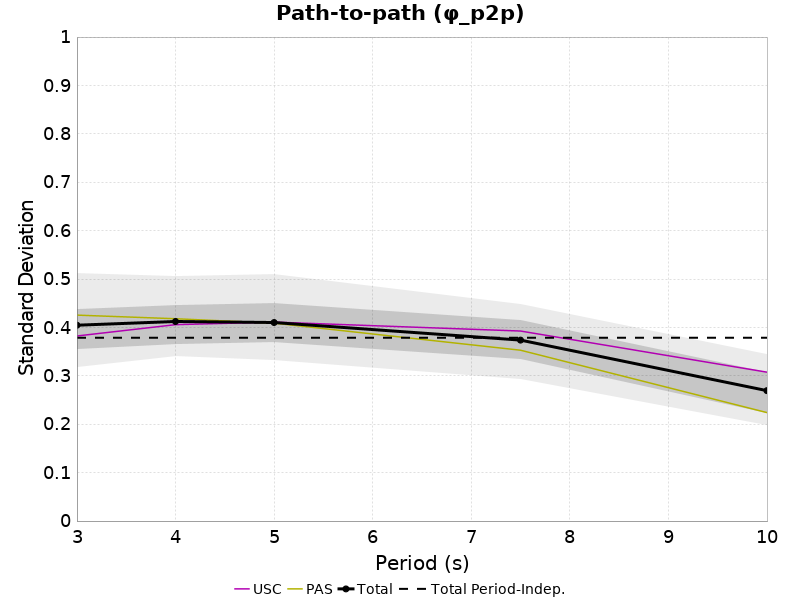 Path-to-path (φ_p2p)
1
0.9
0.8
0.7
0.6
0.5
0.4
0.3
0.2
0.1
0
Standard Deviation
3 4 5 6 7 8 9 10
Period (s)
USC PAS Total Total Period-Indep.